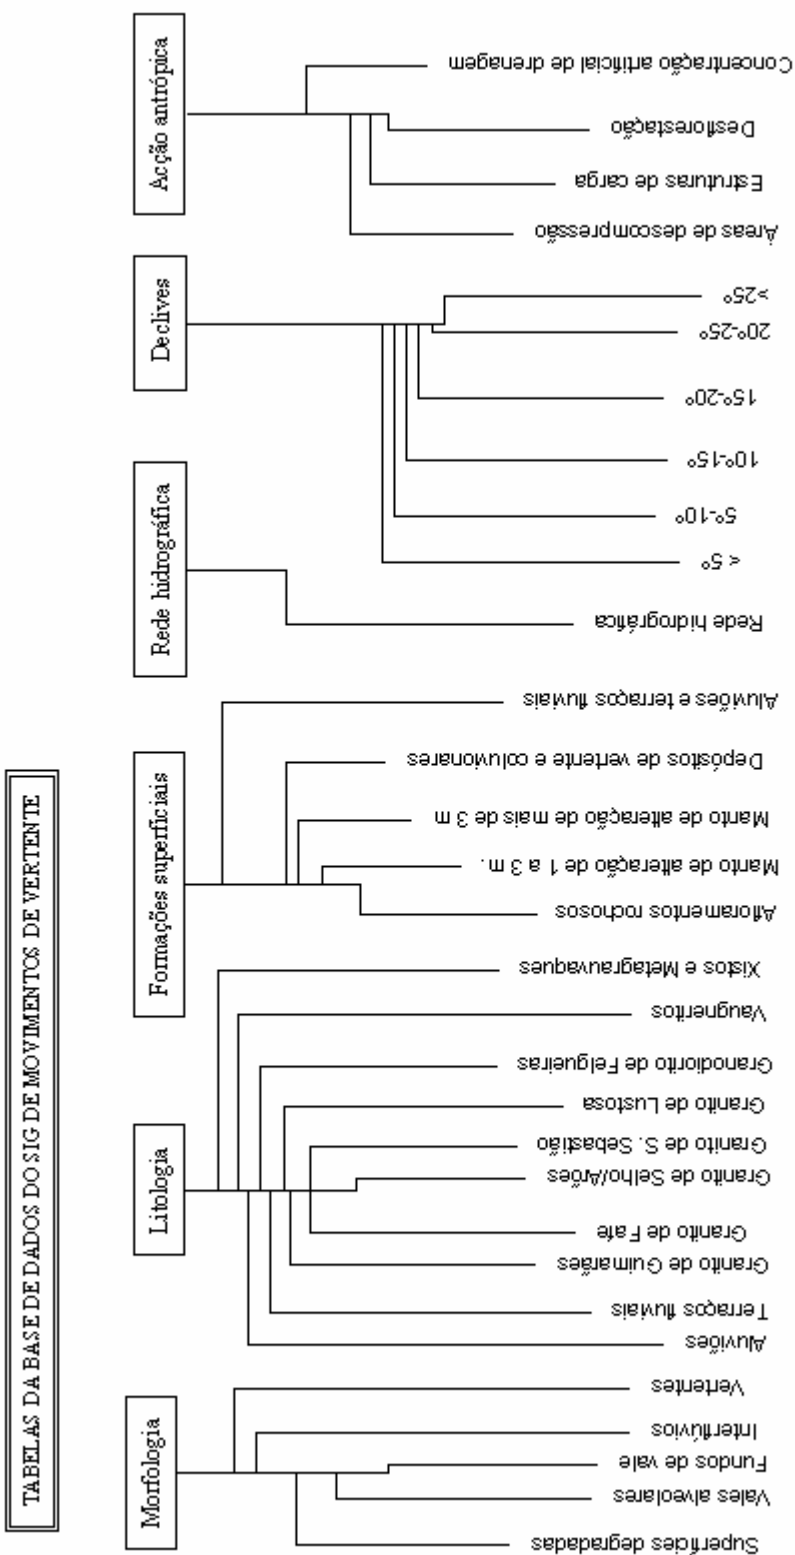 TABELAS DA BASE DE DADOS DO SIG DE MOVIMENTOS DE VERTENTE
Morfologia
Superfícies degradadas
Vales alveolares
Fundos de vale
Interflúvios
Vertentes
Litologia
Aluviões
Terraços fluviais
Granito de Guimarães
Granito de Fafe
Granito de Selho/Arões
Granito de S. Sebastião
Granito de Lustosa
Granodiorito de Felgueiras
Vaugneritos
Xistos e Metagrauvaques
Formações superficiais
Afloramentos rochosos
Manto de alteração de 1 a 3 m.
Manto de alteração de mais de 3 m
Depósitos de vertente e coluvionares
Aluviões e terraços fluviais
Rede hidrográfica
Rede hidrográfica
Declives
< 5º
5º-10º
10º-15º
15º-20º
20º-25º
>25º
Acção antrópica
Áreas de descompressão
Estruturas de carga
Desflorestação
Concentração artificial de drenagem